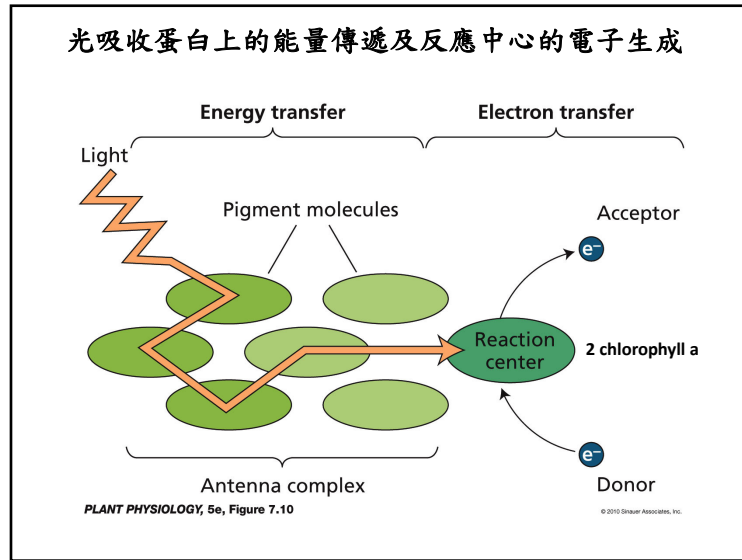 光吸收蛋白上的能量傳遞及反應中心的電子生成
Energy transfer
Electron transfer
Light
Pigment molecules
Acceptor
e−
Reaction
center
2 chlorophyll a
e−
Antenna complex
Donor
PLANT PHYSIOLOGY, 5e, Figure 7.10
© 2010 Sinauer Associates, Inc.